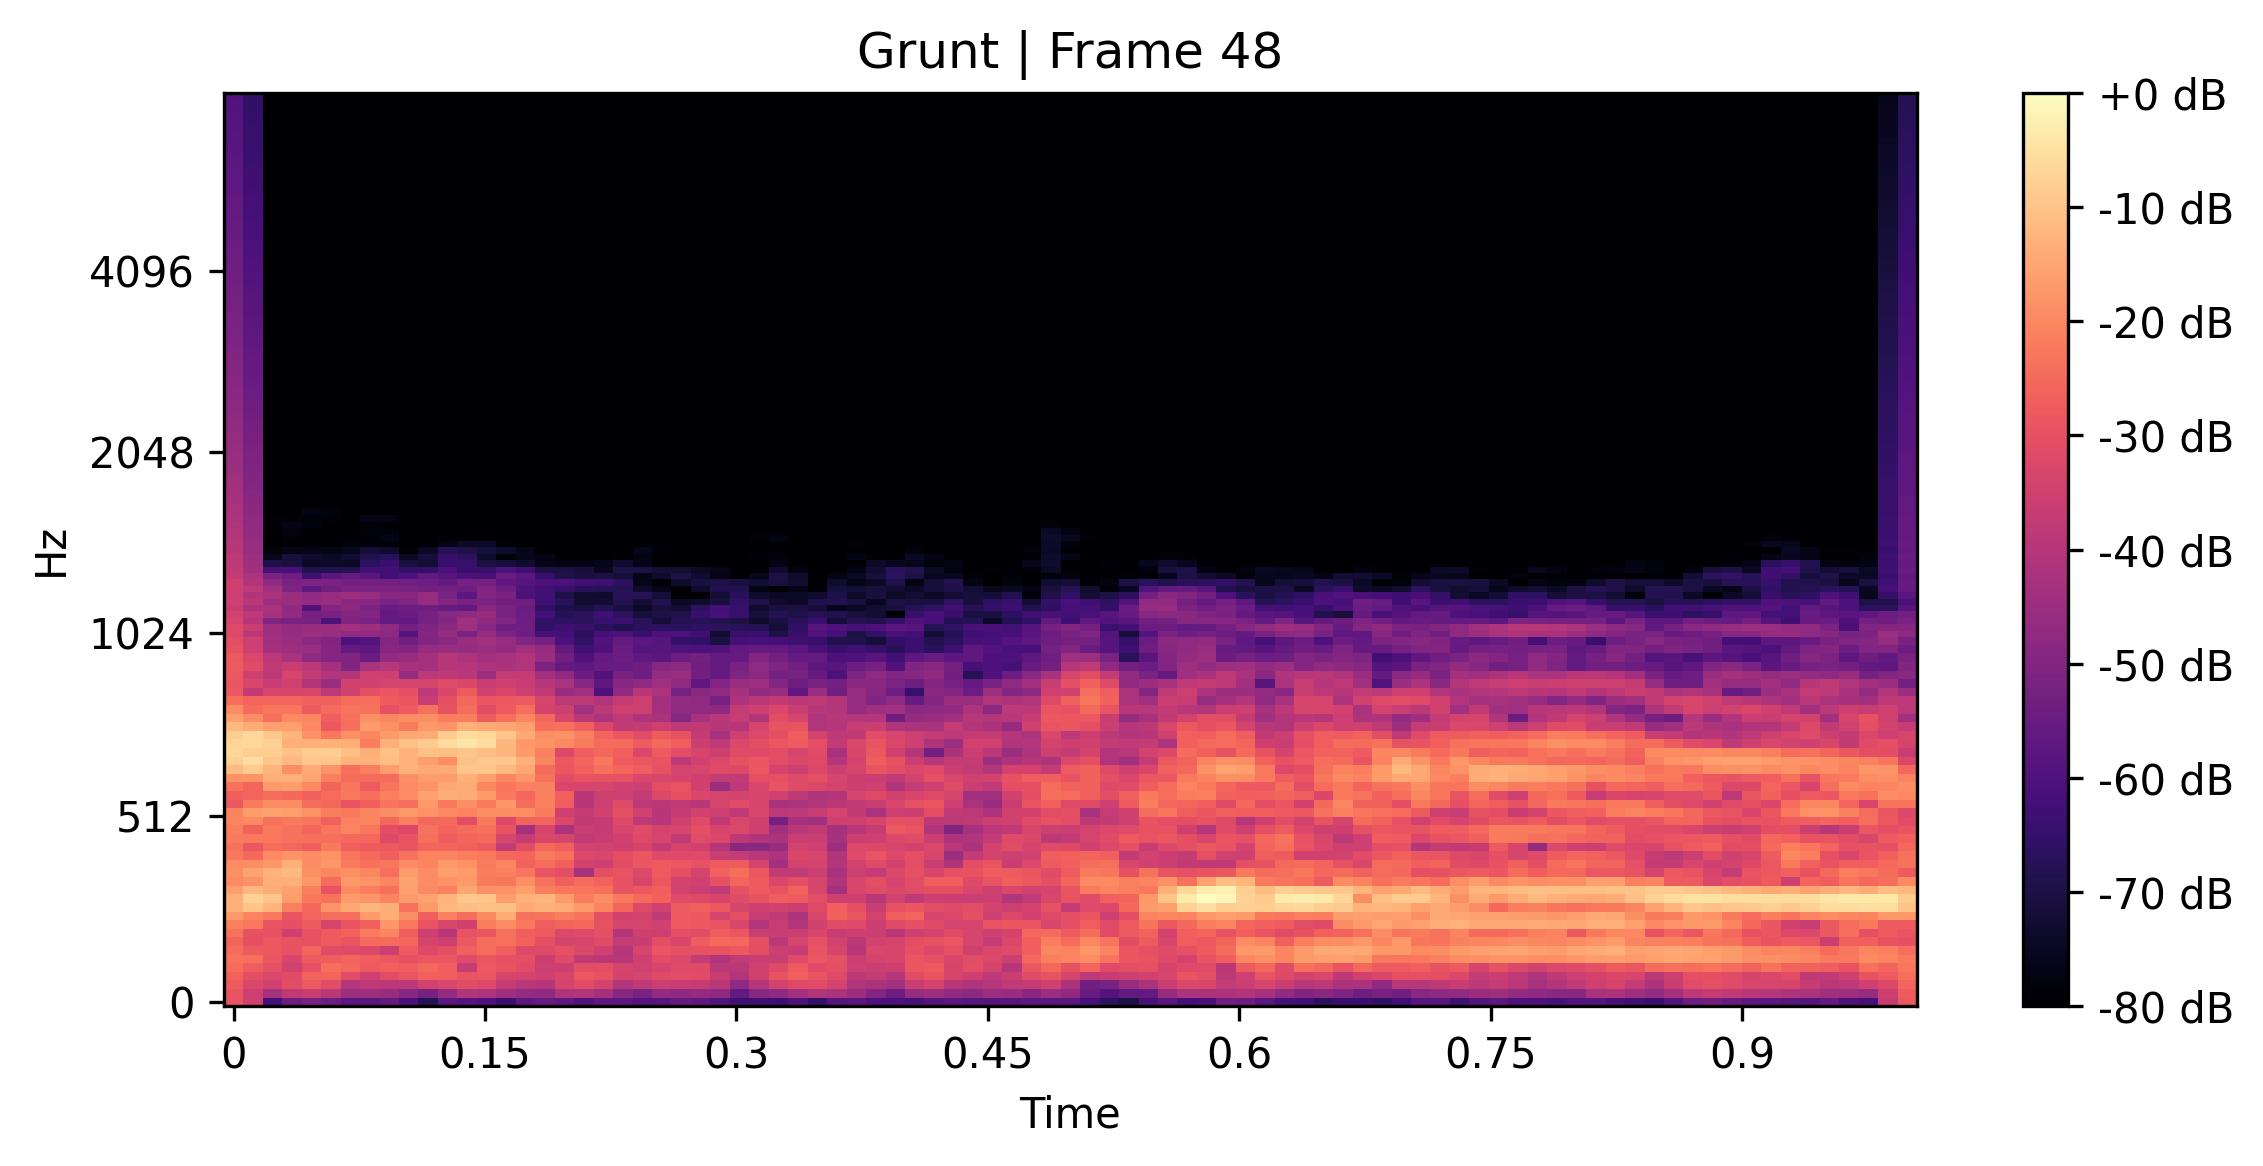 Grunt | Frame 48
+0 dB
-10 dB
-20 dB
-30 dB
-40 dB
-50 dB
-60 dB
-70 dB
-80 dB
Hz
4096
2048
1024
512
0
0 0.15 0.3 0.45 0.6 0.75 0.9
Time